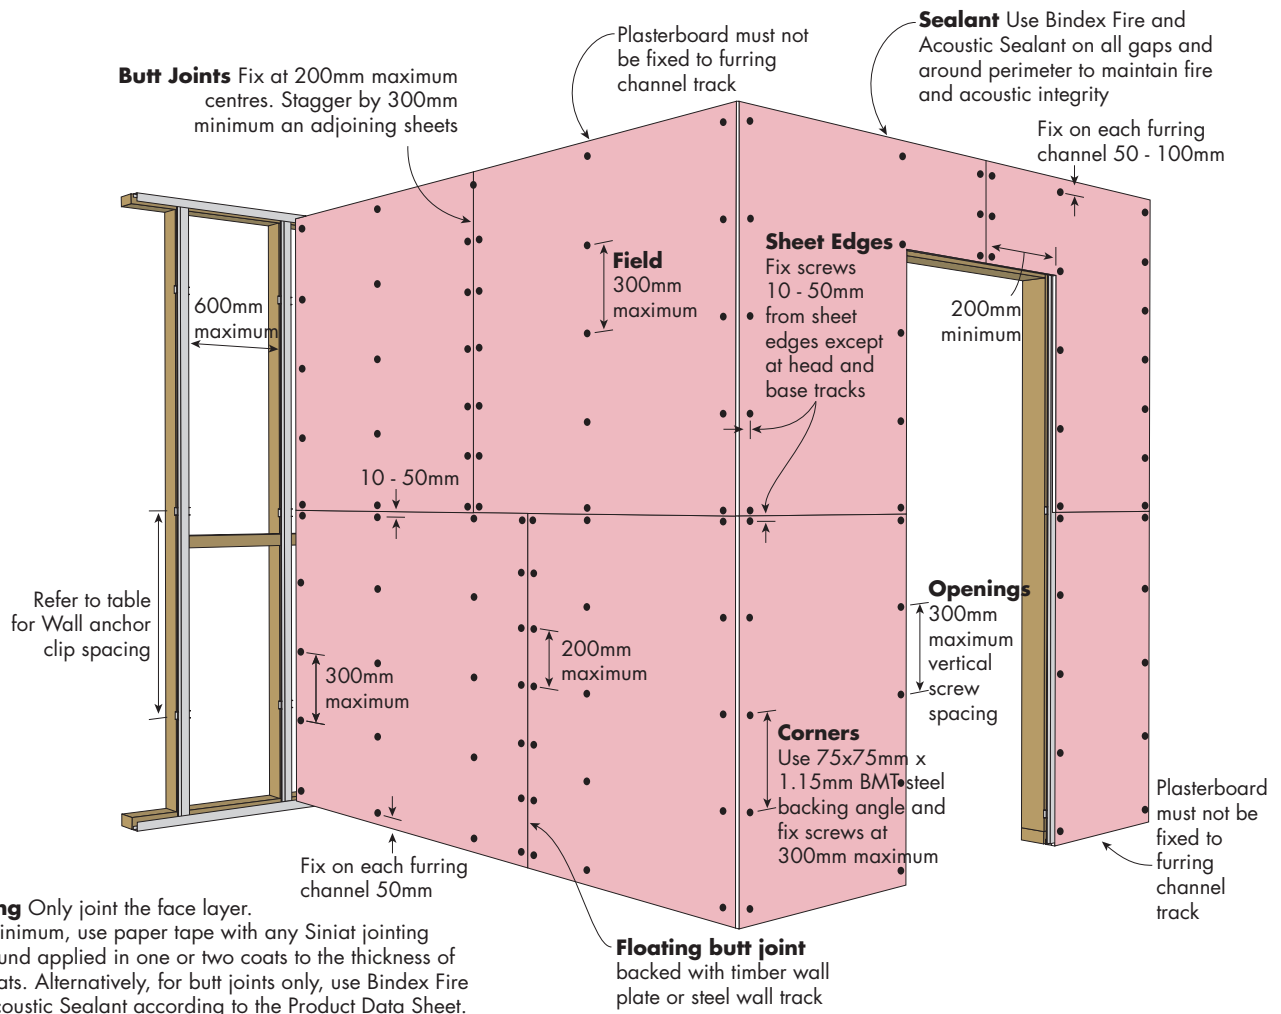 Sealant Use Bindex Fire and
Acoustic Sealant on all gaps and
around perimeter to maintain fire
and acoustic integrity
Plasterboard must not
be fixed to furring
channel track
Butt Joints Fix at 200mm maximum
centres. Stagger by 300mm
minimum an adjoining sheets
Fix on each furring
channel 50 - 100mm
Field
300mm
maximum
Sheet Edges
Fix screws
10 - 50mm
from sheet
edges except
at head and
base tracks
600mm
maximum
200mm
minimum
10 - 50mm
Refer to table
for Wall anchor
clip spacing
300mm
maximum
200mm
maximum
Openings
300mm
maximum
vertical
screw
spacing
Corners
Use 75x75mm x
1.15mm BMT steel
backing angle and
fix screws at
300mm maximum
Plasterboard
must not be
fixed to
furring
channel
track
Fix on each furring
channel 50mm
Floating butt joint
backed with timber wall
plate or steel wall track
ng Only joint the face layer.
inimum, use paper tape with any Siniat jointing
und applied in one or two coats to the thickness of
ats. Alternatively, for butt joints only, use Bindex Fire
coustic Sealant according to the Product Data Sheet.